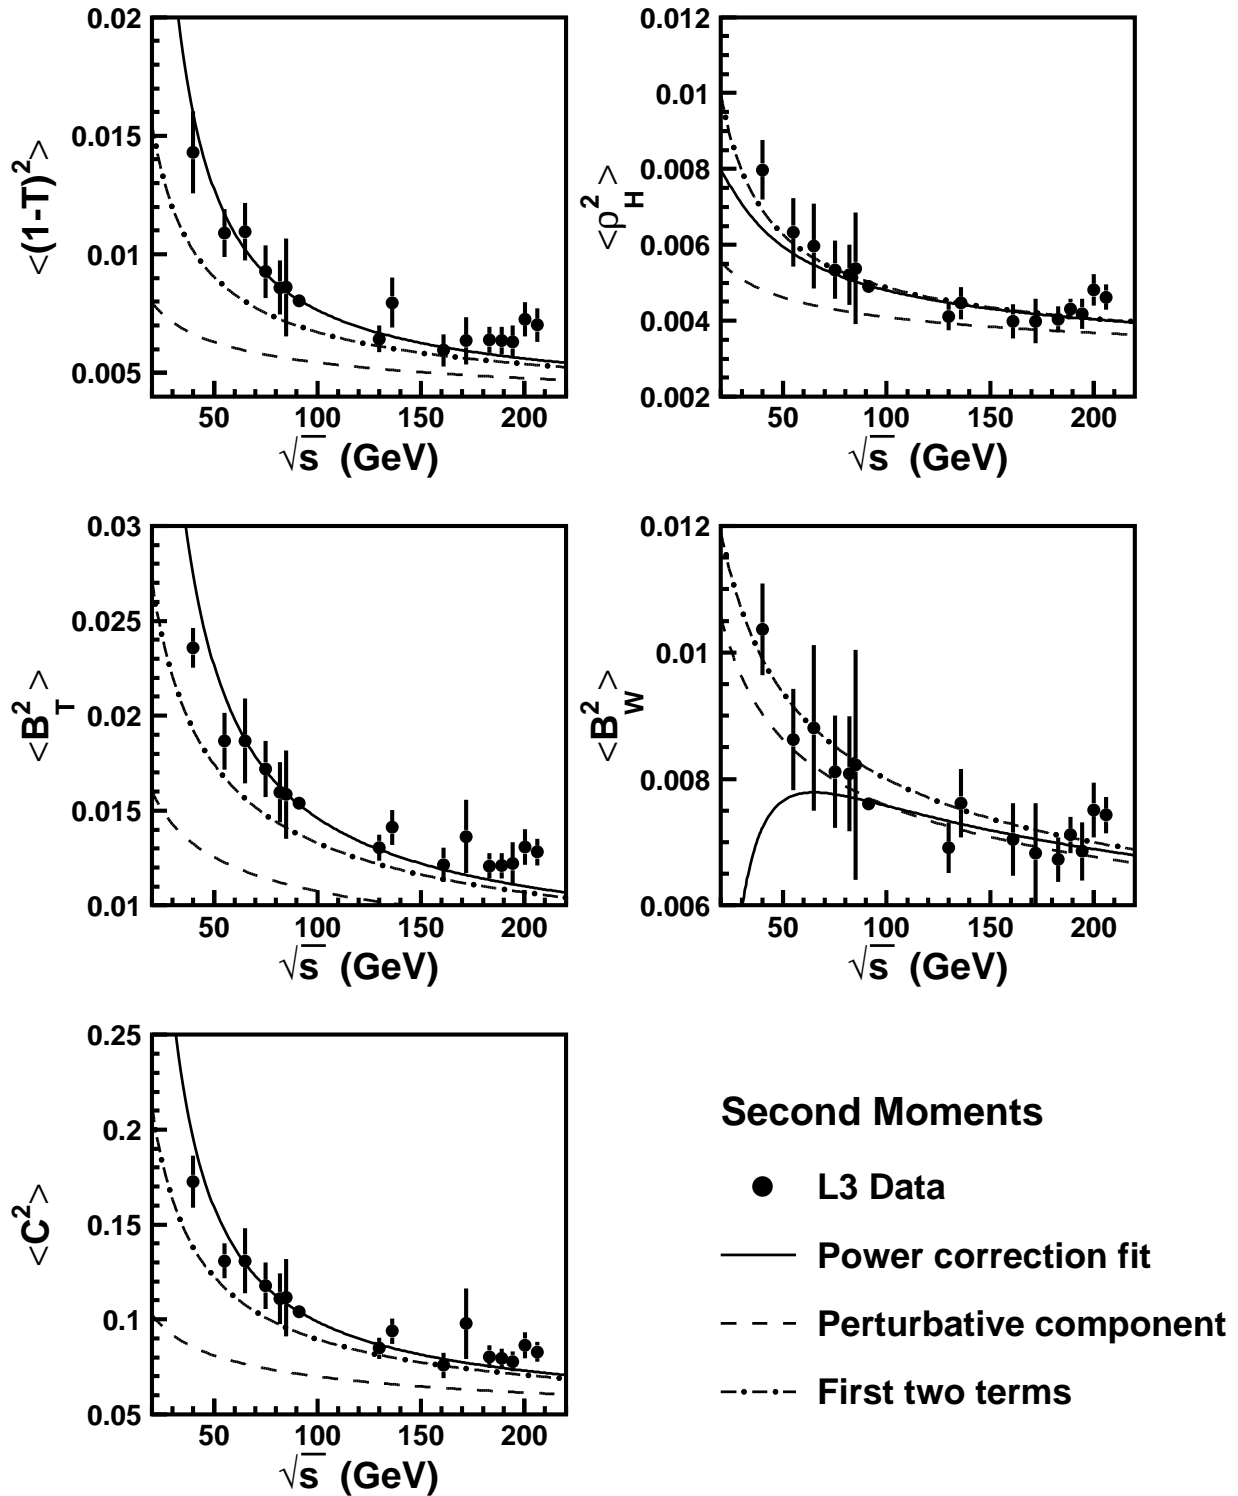 <(1-T)²>
0.02
0.015
0.01
0.005
50 100 150 200
√s (GeV)
<ρ²_H>
0.012
0.01
0.008
0.006
0.004
0.002
50 100 150 200
√s (GeV)
<B²_T>
0.03
0.025
0.02
0.015
0.01
50 100 150 200
√s (GeV)
<B²_W>
0.012
0.01
0.008
0.006
50 100 150 200
√s (GeV)
<C²>
0.25
0.2
0.15
0.1
0.05
50 100 150 200
√s (GeV)
Second Moments
L3 Data
Power correction fit
Perturbative component
First two terms